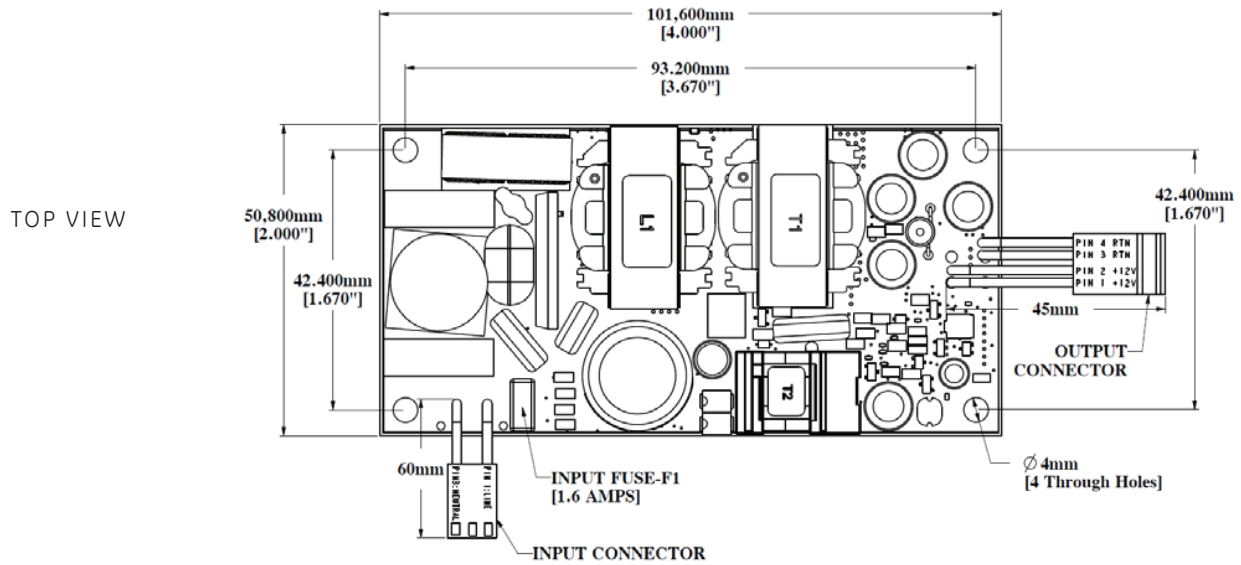 101,600mm
[4.000"]
93.200mm
[3.670"]
TOP VIEW
50,800mm
[2.000"]
42.400mm
[1.670"]
L1
T1
42.400mm
[1.670"]
PIN 4 RTN
PIN 3 RTN
PIN 2 +12V
PIN 1 +12V
45mm
OUTPUT
CONNECTOR
T2
60mm
PIN3:NEUTRAL
PIN 1:LINE
INPUT FUSE-F1
[1.6 AMPS]
Ø 4mm
[4 Through Holes]
INPUT CONNECTOR